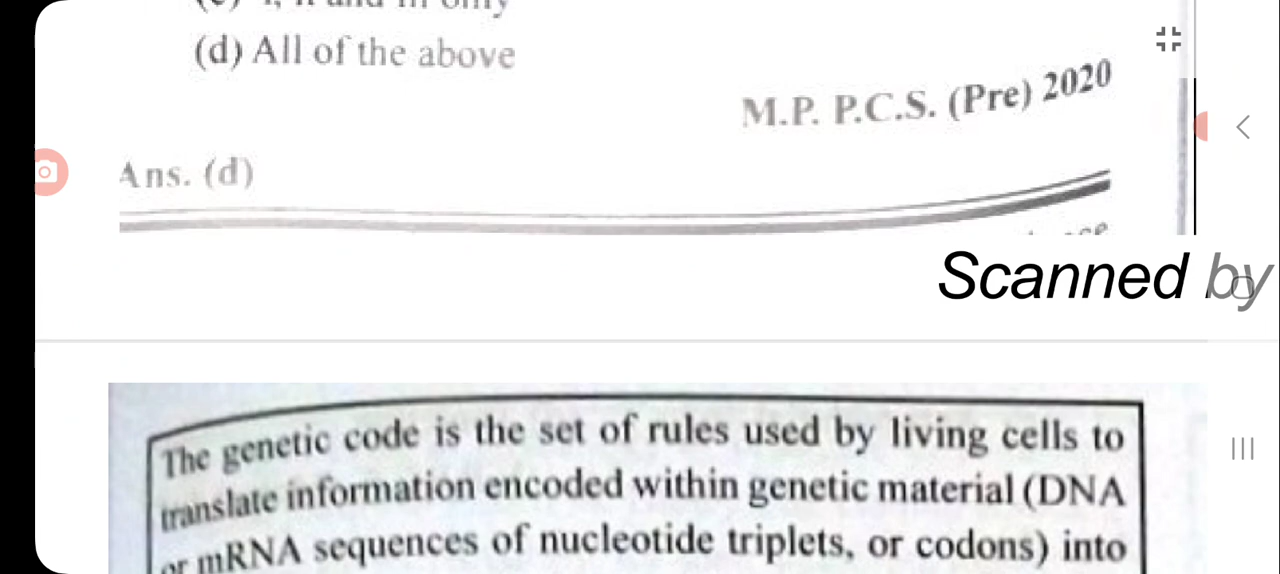 (d) All of the above
M.P. P.C.S. (Pre) 2020
Ans. (d)
Scanned by
The genetic code is the set of rules used by living cells to
translate information encoded within genetic material (DNA
or mRNA sequences of nucleotide triplets, or codons) into